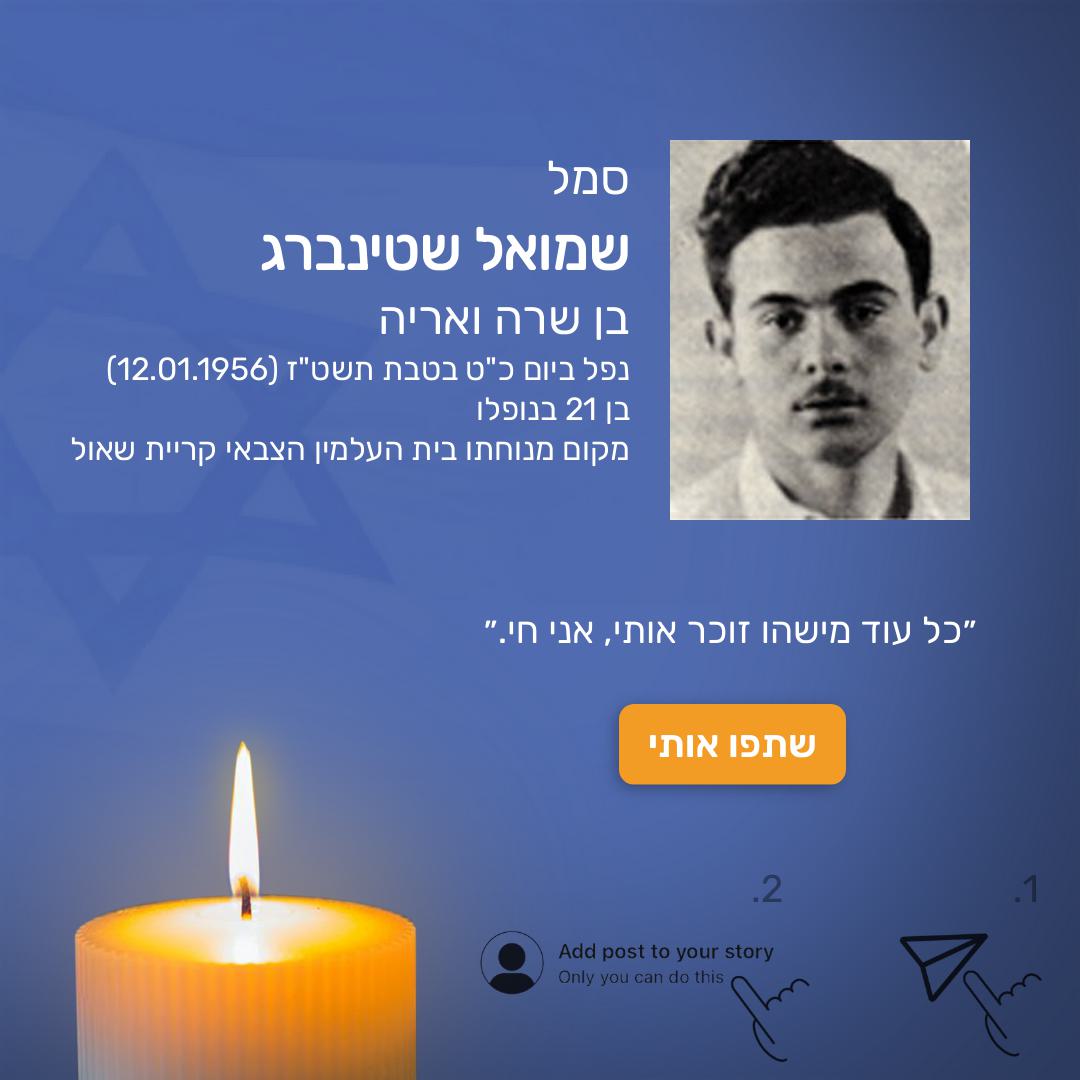 סמל
שמואל שטינברג
בן שרה ואריה
נפל ביום כ"ט בטבת תשט"ז (12.01.1956)
בן 21 בנופלו
מקום מנוחתו בית העלמין הצבאי קריית שאול
״כל עוד מישהו זוכר אותי, אני חי.״
שתפו אותי
.1
.2
Add post to your story
Only you can do this